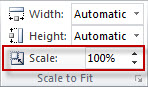 Width: Automatic
Height: Automatic
Scale: 100%
Scale to Fit